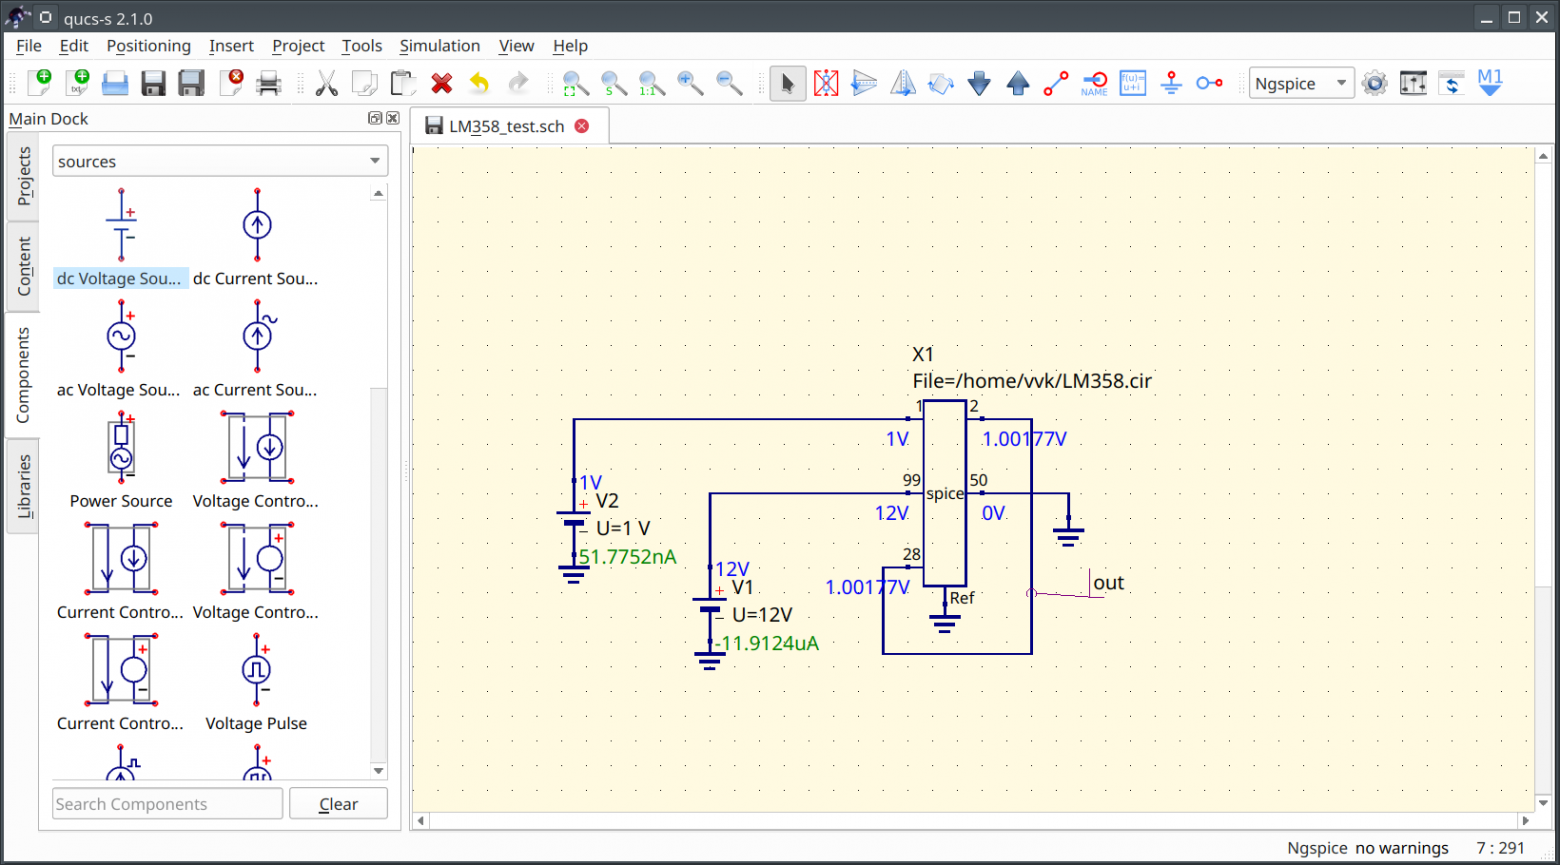 qucs-s 2.1.0
File Edit Positioning Insert Project Tools Simulation View Help
txt
S
1:1
NAME
f(u)=
u+i
Ngspice
M1
Main Dock
LM358_test.sch
Projects
Content
Components
Libraries
sources
dc Voltage Sou... dc Current Sou...
ac Voltage Sou... ac Current Sou...
Power Source Voltage Contro...
Current Contro... Voltage Contro...
Current Contro... Voltage Pulse
Search Components Clear
X1
File=/home/vvk/LM358.cir
1 2
1V 1.00177V
99 50
spice
12V 0V
28
1.00177V
Ref
out
1V
+ V2
− U=1 V
51.7752nA
12V
+ V1
− U=12V
-11.9124uA
Ngspice no warnings 7 : 291